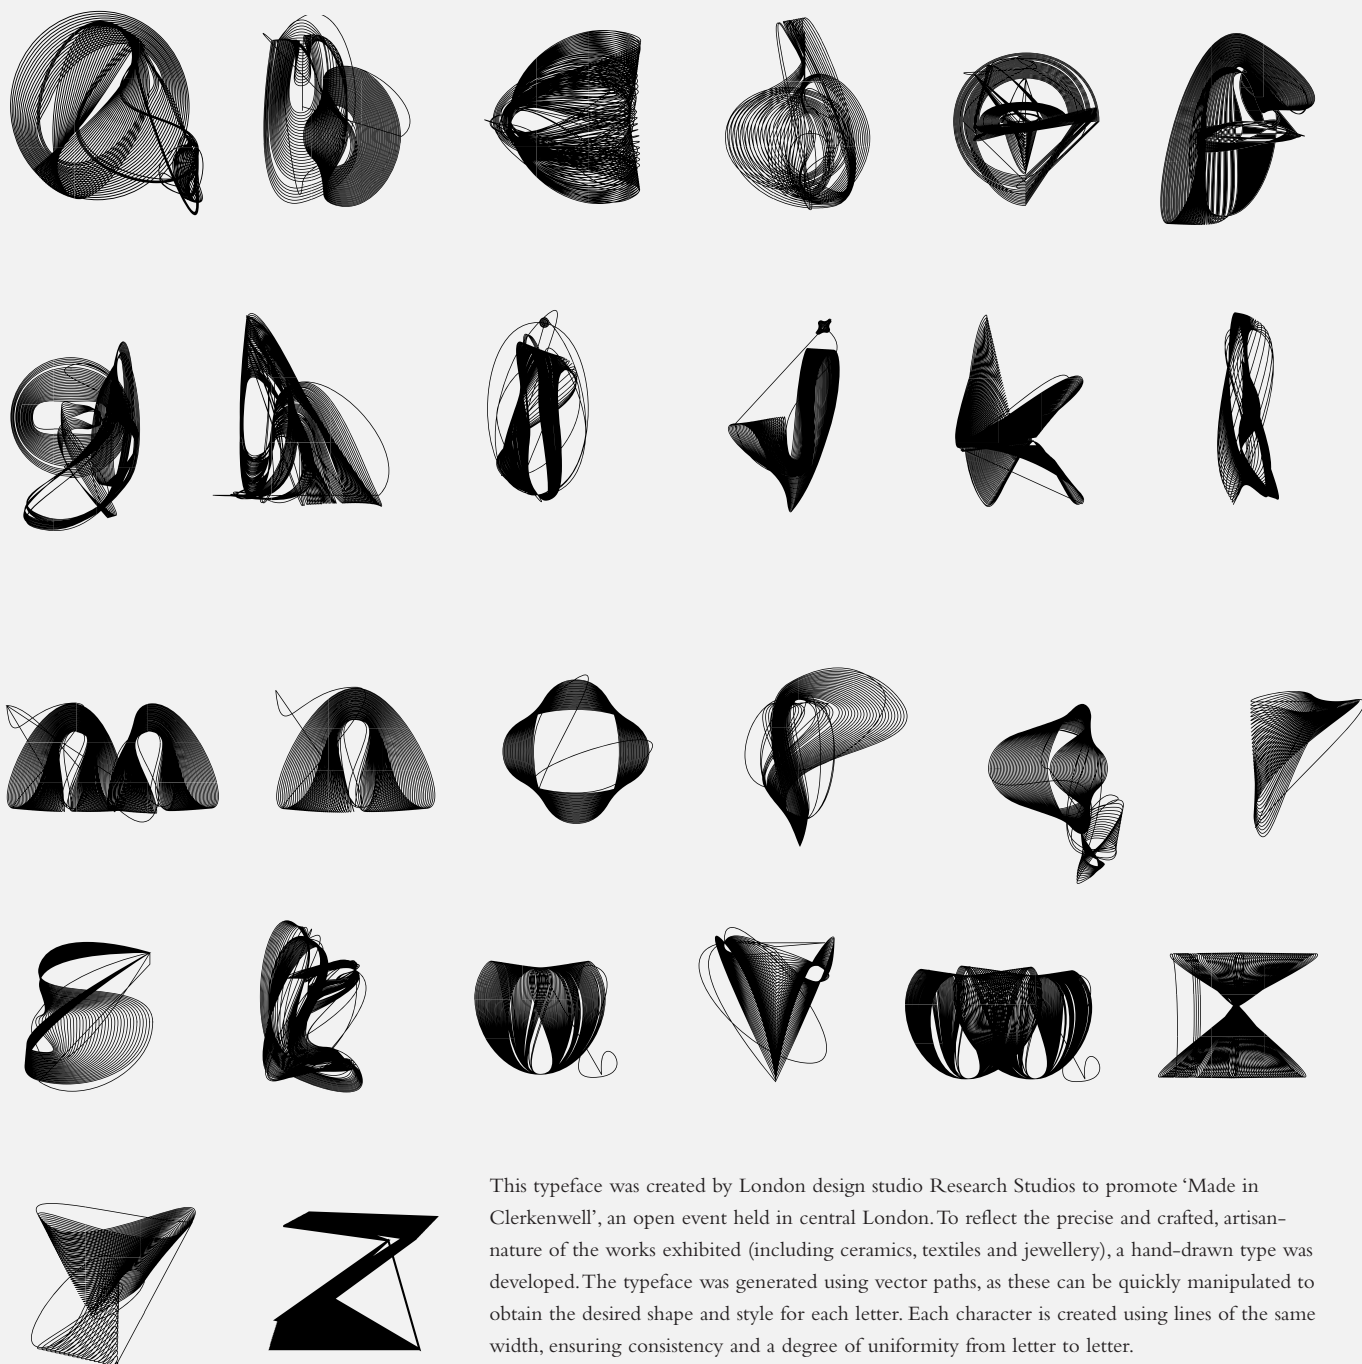 a b c d e f
g h i j k l
m n o p q r
s t u v w x
y z
This typeface was created by London design studio Research Studios to promote ‘Made in
Clerkenwell’, an open event held in central London. To reflect the precise and crafted, artisan-
nature of the works exhibited (including ceramics, textiles and jewellery), a hand-drawn type was
developed. The typeface was generated using vector paths, as these can be quickly manipulated to
obtain the desired shape and style for each letter. Each character is created using lines of the same
width, ensuring consistency and a degree of uniformity from letter to letter.